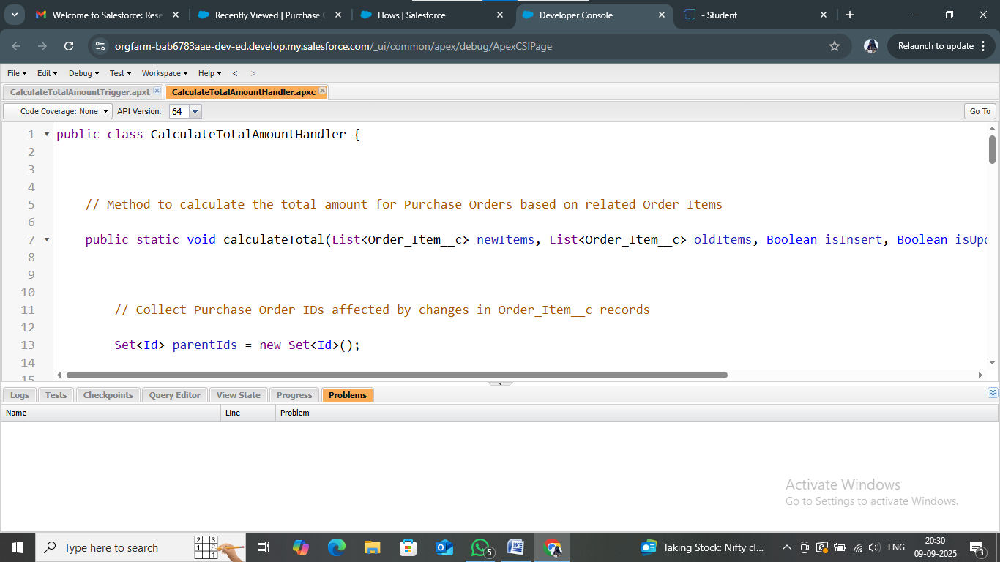 Welcome to Salesforce: Rese
Recently Viewed | Purchase
Flows | Salesforce
Developer Console
- Student
orgfarm-bab6783aae-dev-ed.develop.my.salesforce.com/_ui/common/apex/debug/ApexCSIPage
Relaunch to update
File Edit Debug Test Workspace Help < >
CalculateTotalAmountTrigger.apxt
CalculateTotalAmountHandler.apxc
Code Coverage: None API Version: 64 Go To
1 public class CalculateTotalAmountHandler {
2
3
4
5 // Method to calculate the total amount for Purchase Orders based on related Order Items
6
7 public static void calculateTotal(List<Order_Item__c> newItems, List<Order_Item__c> oldItems, Boolean isInsert, Boolean isUpd
8
9
10
11 // Collect Purchase Order IDs affected by changes in Order_Item__c records
12
13 Set<Id> parentIds = new Set<Id>();
14
15
Logs Tests Checkpoints Query Editor View State Progress Problems
Name Line Problem
Activate Windows
Go to Settings to activate Windows.
Type here to search
2 3
1 2
1
5
Taking Stock: Nifty cl...
ENG
20:30
09-09-2025
3